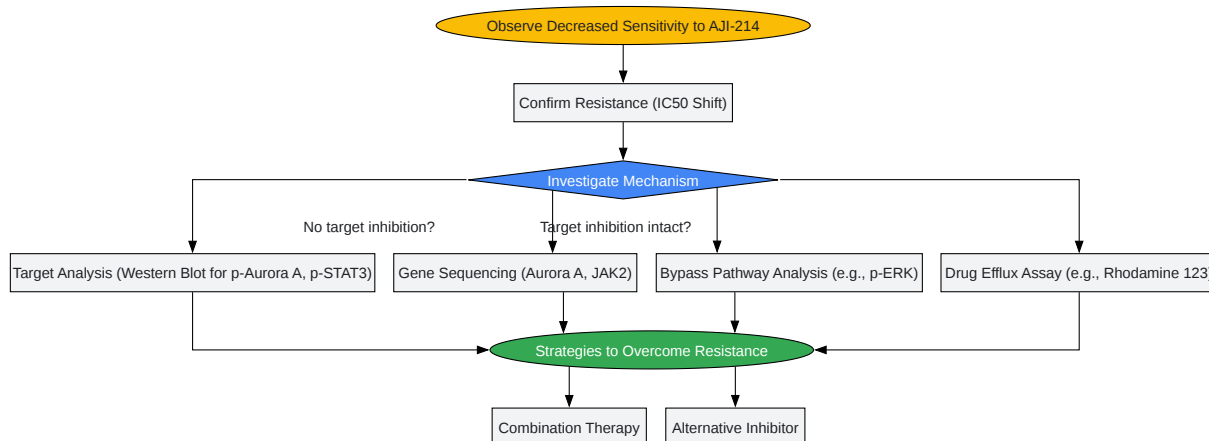 Observe Decreased Sensitivity to AJI-214
Confirm Resistance (IC50 Shift)
Investigate Mechanism
No target inhibition?
Target inhibition intact?
Target Analysis (Western Blot for p-Aurora A, p-STAT3)
Gene Sequencing (Aurora A, JAK2)
Bypass Pathway Analysis (e.g., p-ERK)
Drug Efflux Assay (e.g., Rhodamine 123)
Strategies to Overcome Resistance
Combination Therapy
Alternative Inhibitor